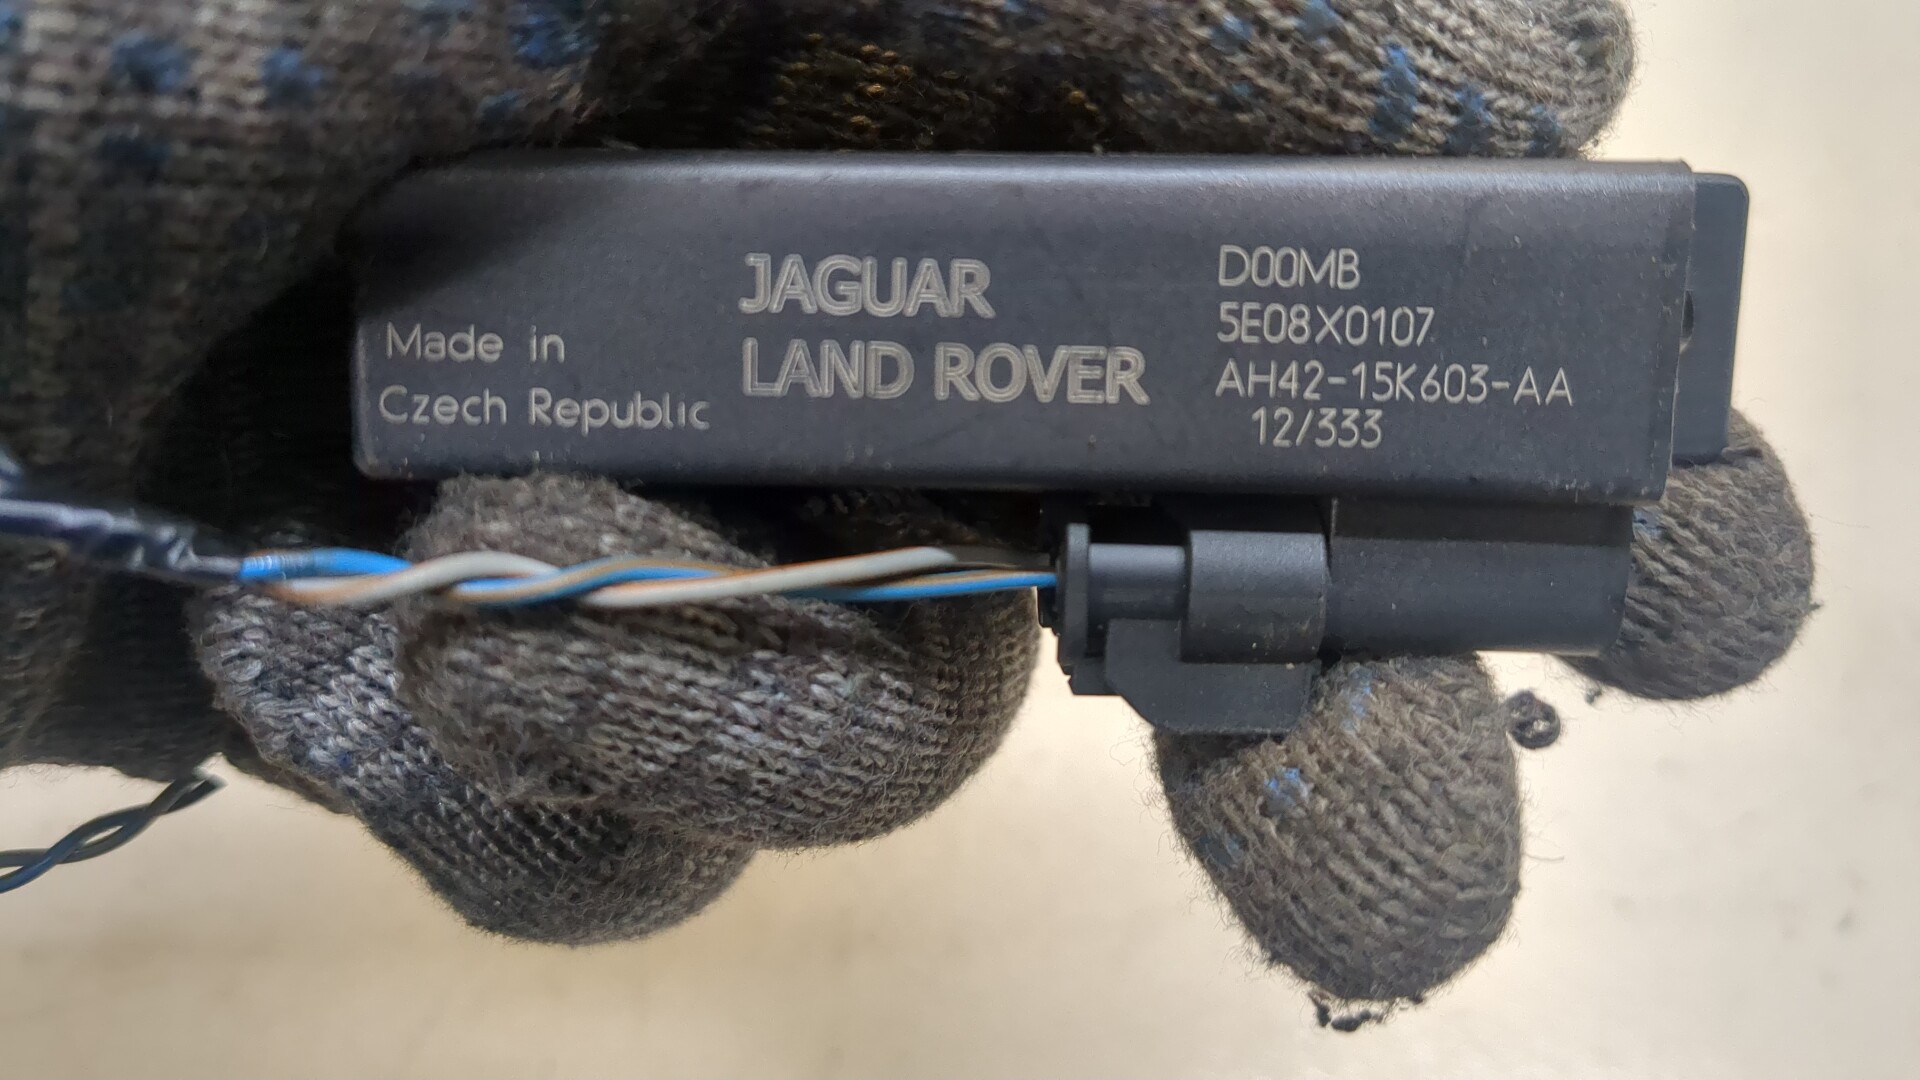 Made in
Czech Republic
JAGUAR
LAND ROVER
D00MB
5E08X0107
AH42-15K603-AA
12/333